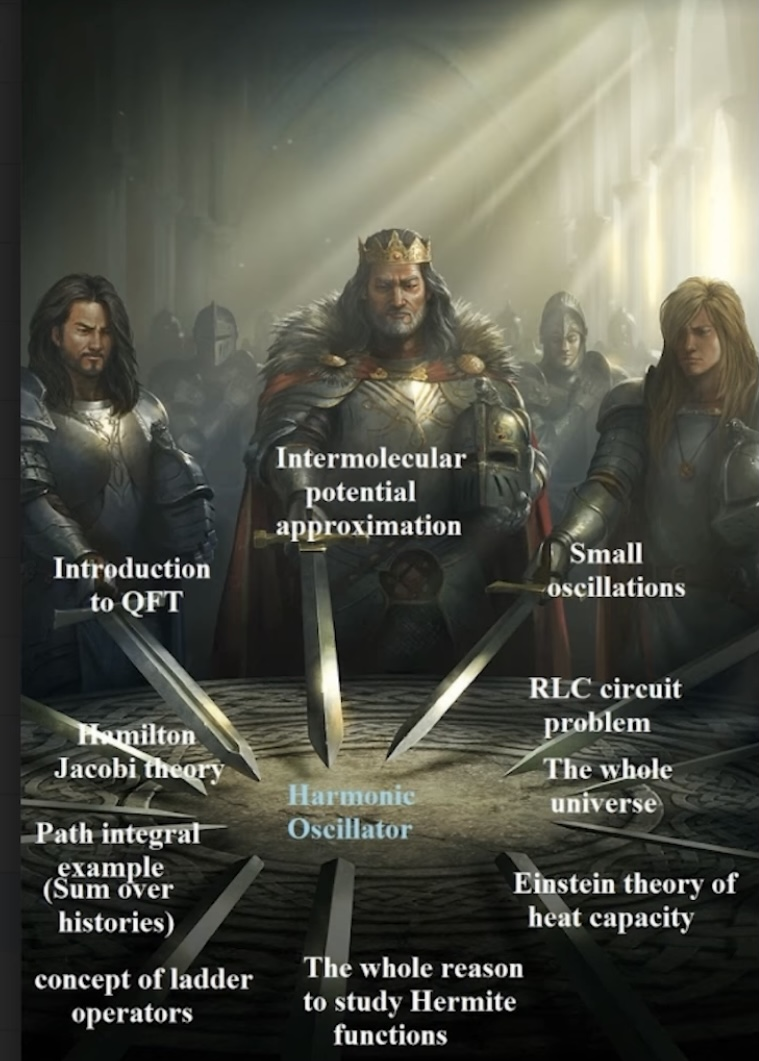 Intermolecular
potential
approximation
Introduction
to QFT
Small
oscillations
RLC circuit
problem
Hamilton
Jacobi theory
The whole
universe
Harmonic
Oscillator
Path integral
example
(Sum over
histories)
Einstein theory of
heat capacity
concept of ladder
operators
The whole reason
to study Hermite
functions